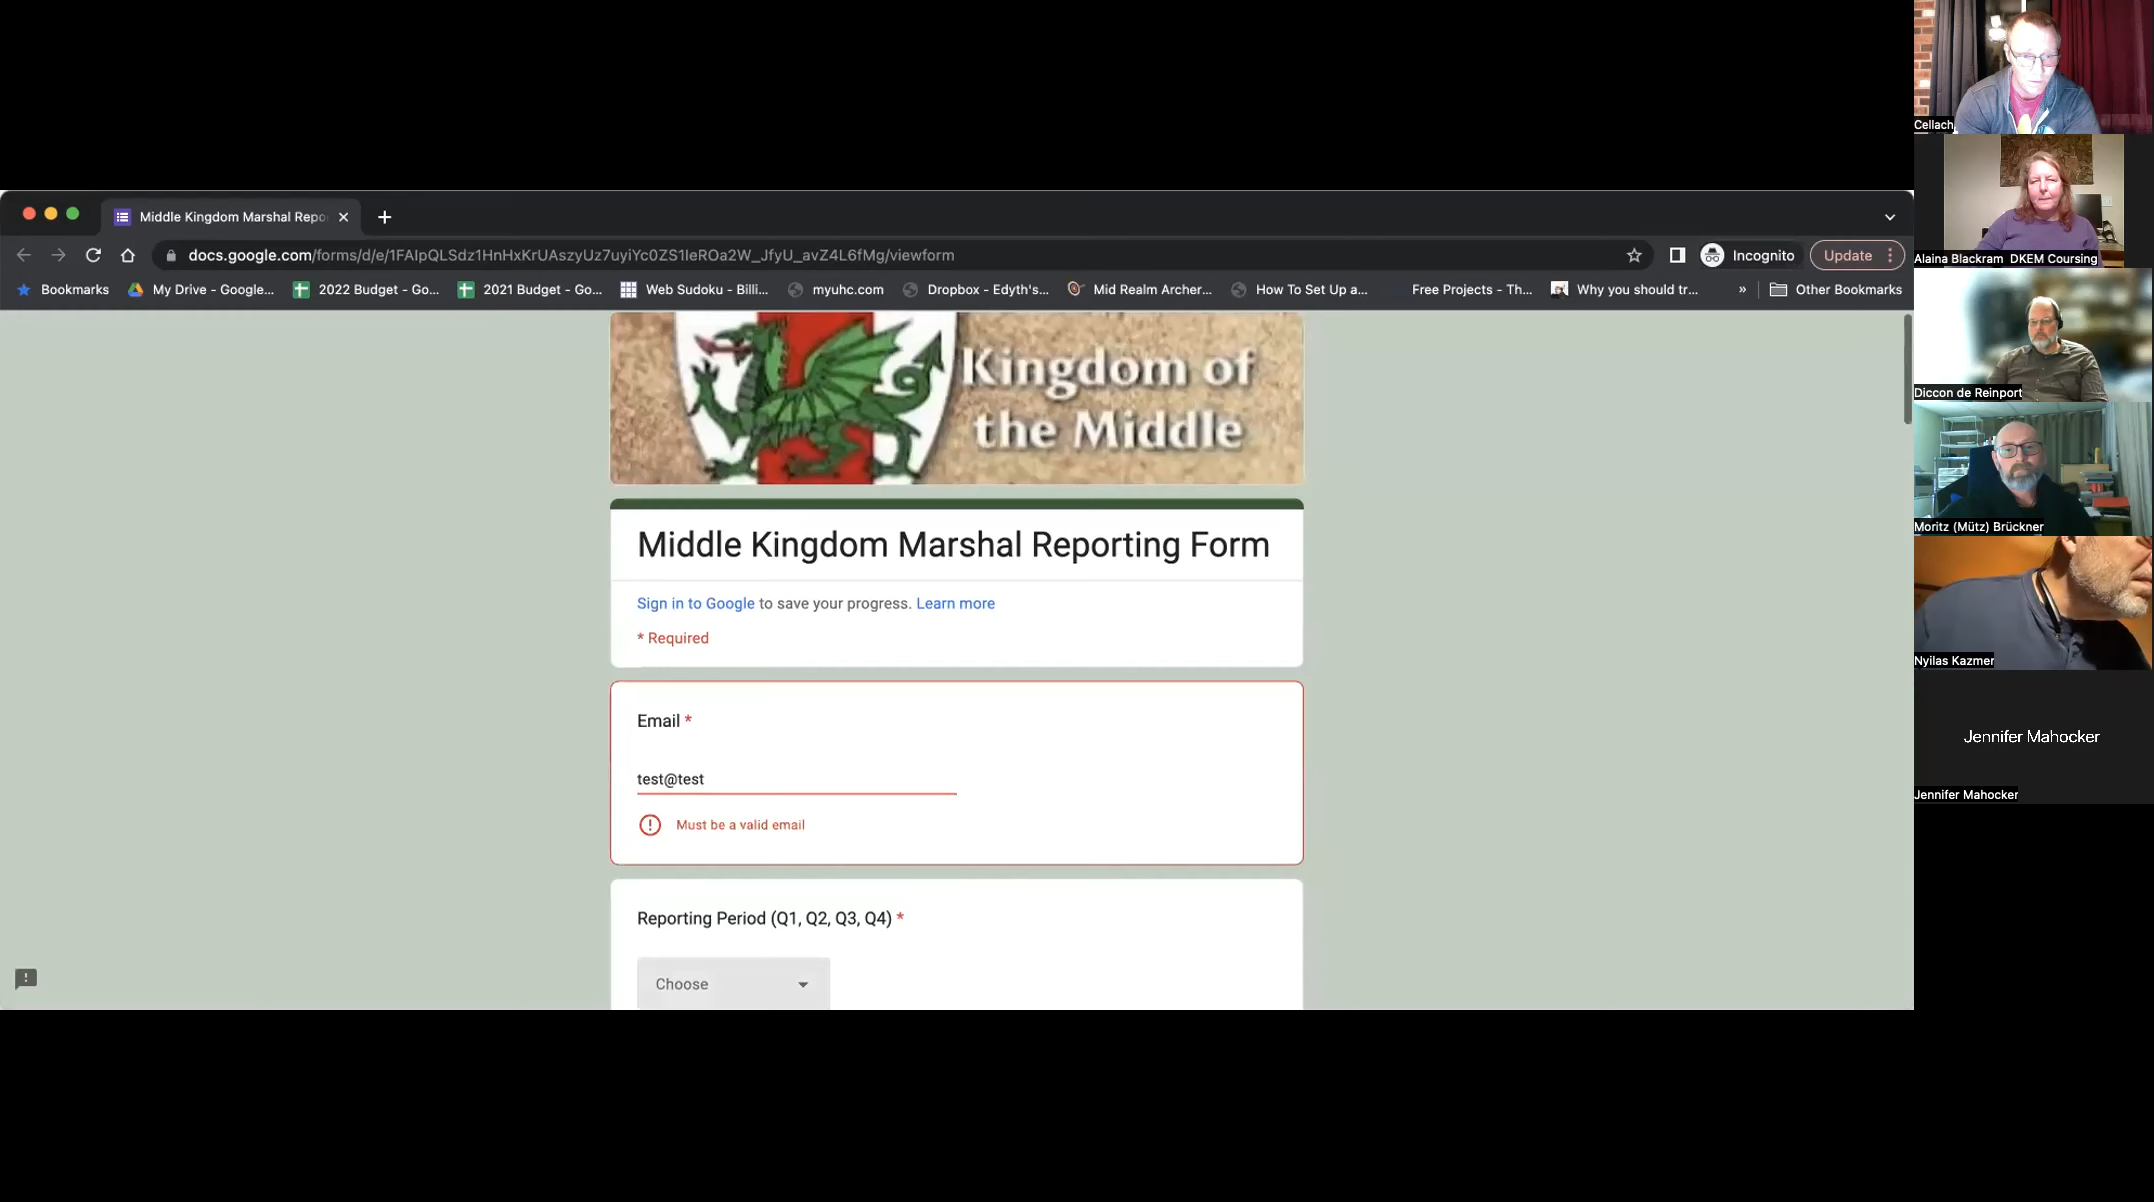 Middle Kingdom Marshal Repo
docs.google.com/forms/d/e/1FAIpQLSdz1HnHxKrUAszyUz7uyiYc0ZS1IeROa2W_JfyU_avZ4L6fMg/viewform
Incognito
Update
Bookmarks
My Drive - Google...
2022 Budget - Go...
2021 Budget - Go...
Web Sudoku - Billi...
myuhc.com
Dropbox - Edyth's...
Mid Realm Archer...
How To Set Up a...
Free Projects - Th...
Why you should tr...
»
Other Bookmarks
Kingdom of
the Middle
Middle Kingdom Marshal Reporting Form
Sign in to Google to save your progress. Learn more
* Required
Email *
test@test
Must be a valid email
Reporting Period (Q1, Q2, Q3, Q4) *
Choose
Cellach
Alaina Blackram DKEM Coursing
Diccon de Reinport
Moritz (Mütz) Brückner
Nyilas Kazmer
Jennifer Mahocker
Jennifer Mahocker